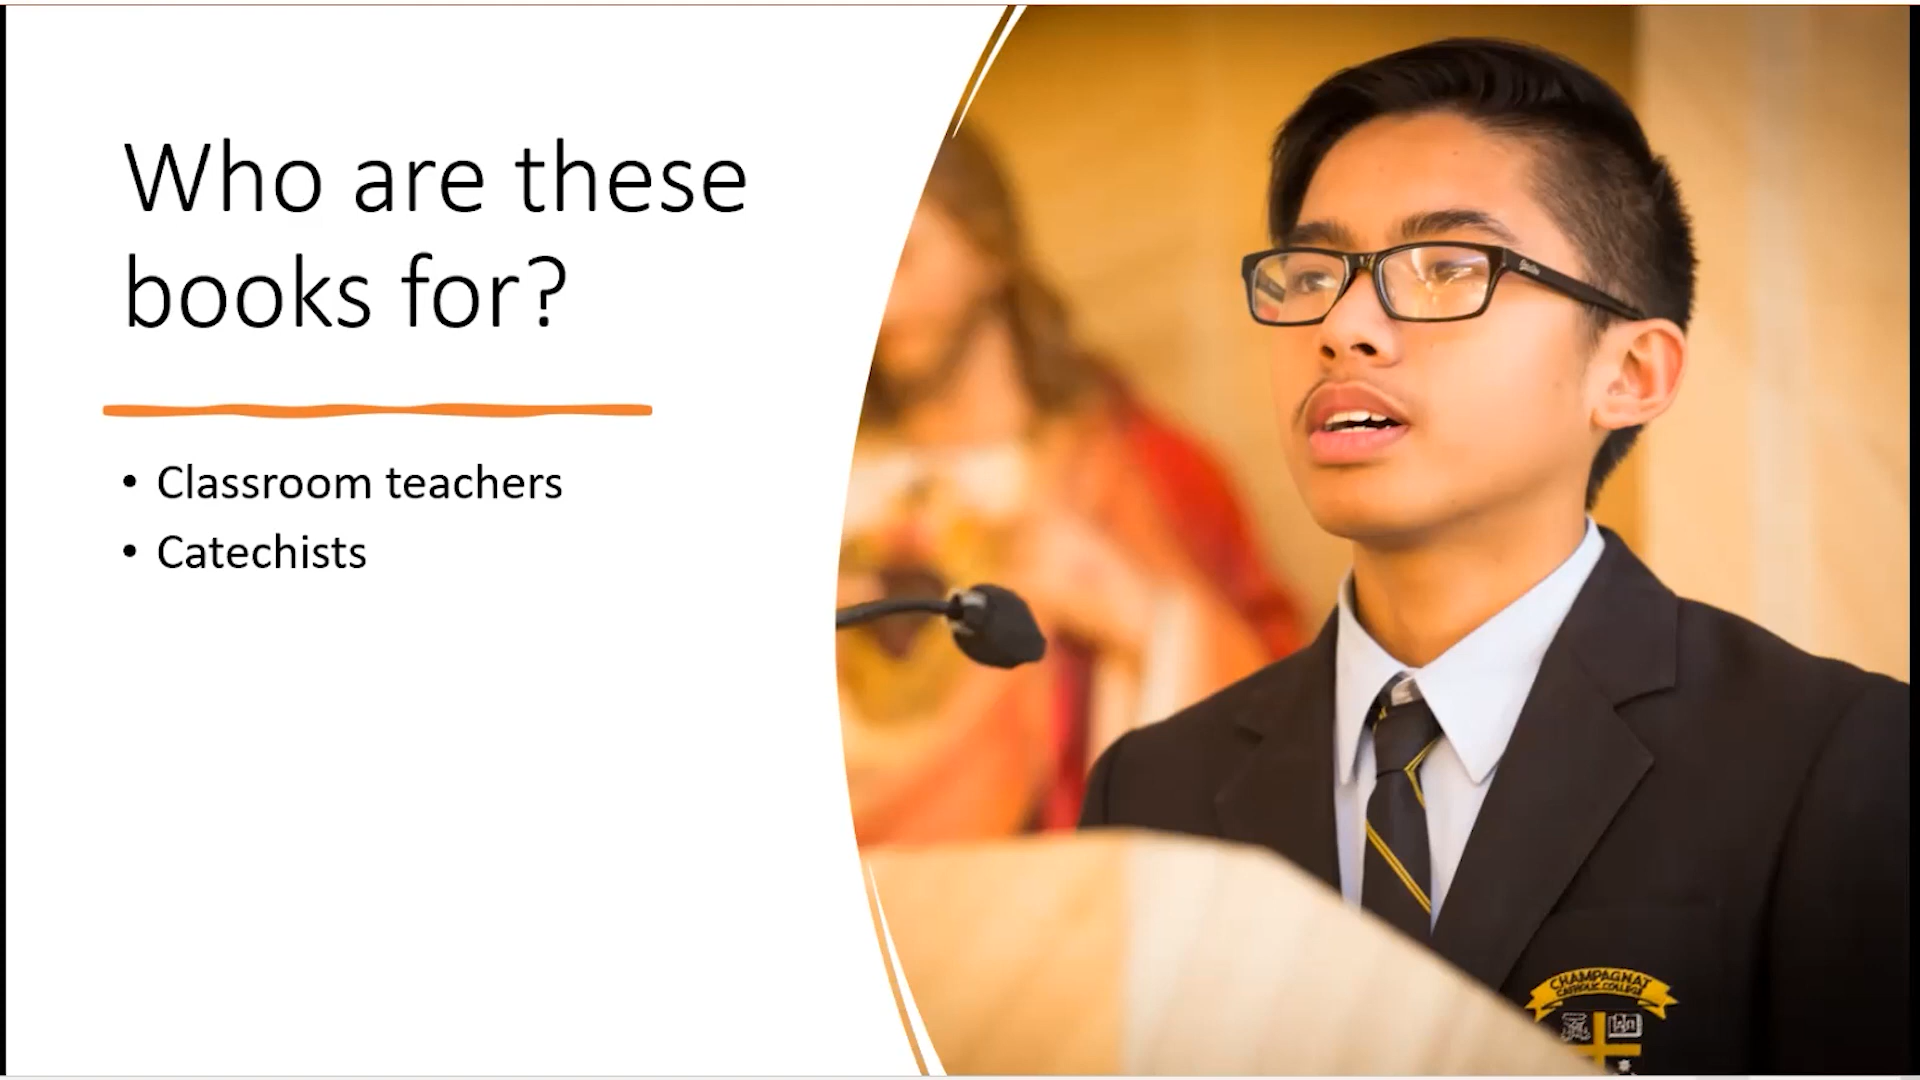 Who are these
books for?
• Classroom teachers
• Catechists
CHAMPAGNAT
CATHOLIC COLLEGE